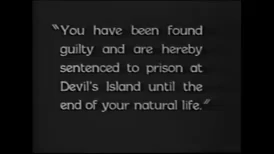 "You have been found
guilty and are hereby
sentenced to prison at
Devil's Island until the
end of your natural life."